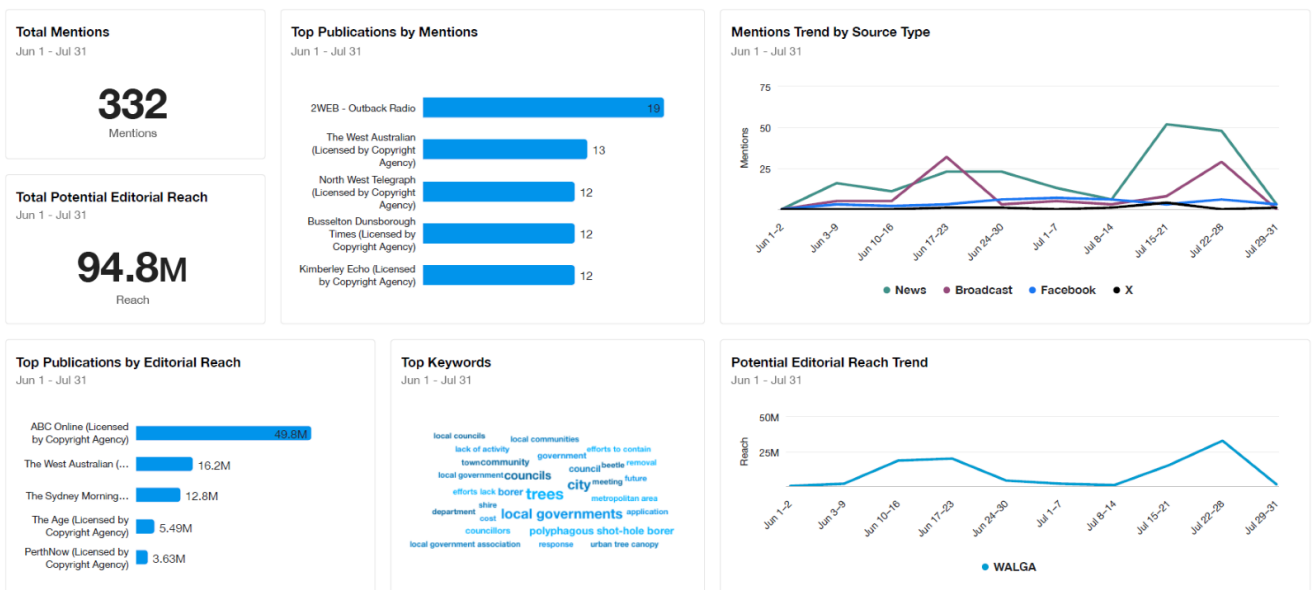 Total Mentions
Jun 1 - Jul 31
332
Mentions
Total Potential Editorial Reach
Jun 1 - Jul 31
94.8M
Reach
Top Publications by Mentions
Jun 1 - Jul 31
2WEB - Outback Radio
19
The West Australian
(Licensed by Copyright
Agency)
13
North West Telegraph
(Licensed by Copyright
Agency)
12
Busselton Dunsborough
Times (Licensed by
Copyright Agency)
12
Kimberley Echo (Licensed
by Copyright Agency)
12
Mentions Trend by Source Type
Jun 1 - Jul 31
75
50
25
Mentions
Jun 1-2
Jun 3-9
Jun 10-16
Jun 17-23
Jun 24-30
Jul 1-7
Jul 8-14
Jul 15-21
Jul 22-28
Jul 29-31
News Broadcast Facebook X
Top Publications by Editorial Reach
Jun 1 - Jul 31
ABC Online (Licensed
by Copyright Agency)
49.8M
The West Australian (...
16.2M
The Sydney Morning...
12.8M
The Age (Licensed by
Copyright Agency)
5.49M
PerthNow (Licensed by
Copyright Agency)
3.63M
Top Keywords
Jun 1 - Jul 31
local councils
local communities
lack of activity
efforts to contain
government
town
community
council
beetle
removal
local government
councils
city
meeting
future
efforts lack
borer
trees
metropolitan area
shire
department
cost
local governments
application
councillors
polyphagous shot-hole borer
local government association
response
urban tree canopy
Potential Editorial Reach Trend
Jun 1 - Jul 31
50M
25M
Reach
Jun 1-2
Jun 3-9
Jun 10-16
Jun 17-23
Jun 24-30
Jul 1-7
Jul 8-14
Jul 15-21
Jul 22-28
Jul 29-31
WALGA